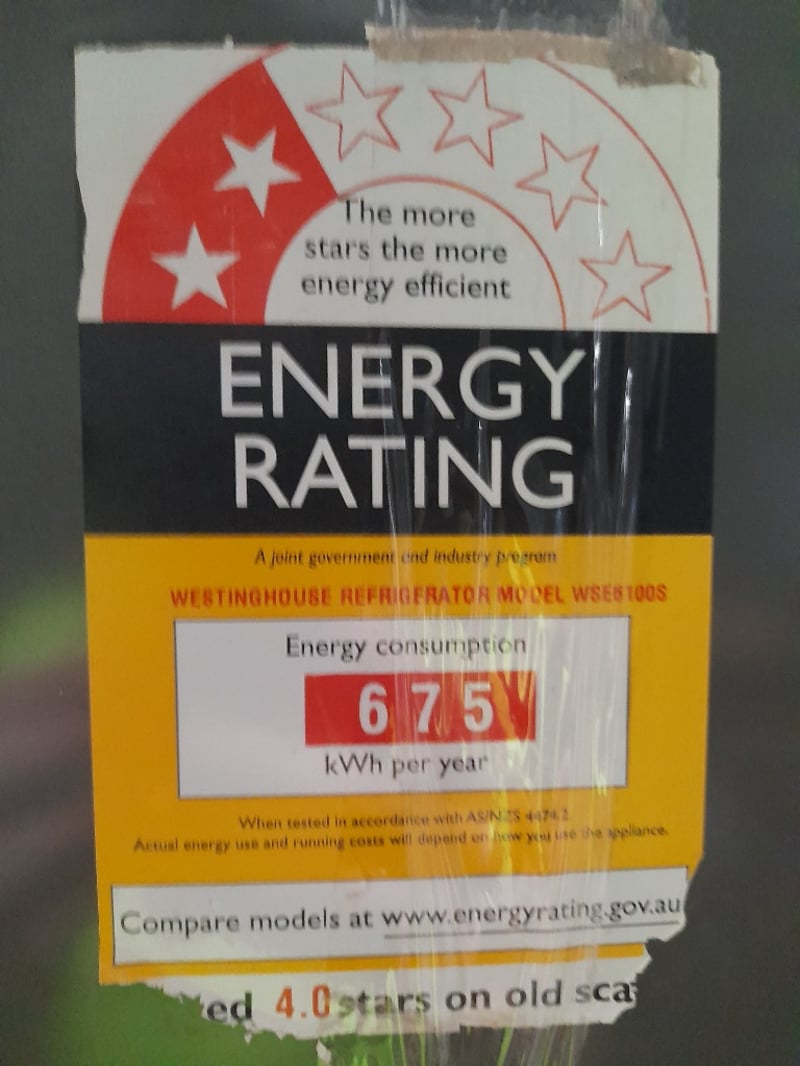 The more
stars the more
energy efficient
ENERGY
RATING
A joint government and industry program
WESTINGHOUSE REFRIGERATOR MODEL WSE6100S
Energy consumption
675
kWh per year
When tested in accordance with AS/NZS 4474.2
Actual energy use and running costs will depend on how you use the appliance.
Compare models at www.energyrating.gov.au
ed 4.0 stars on old sca